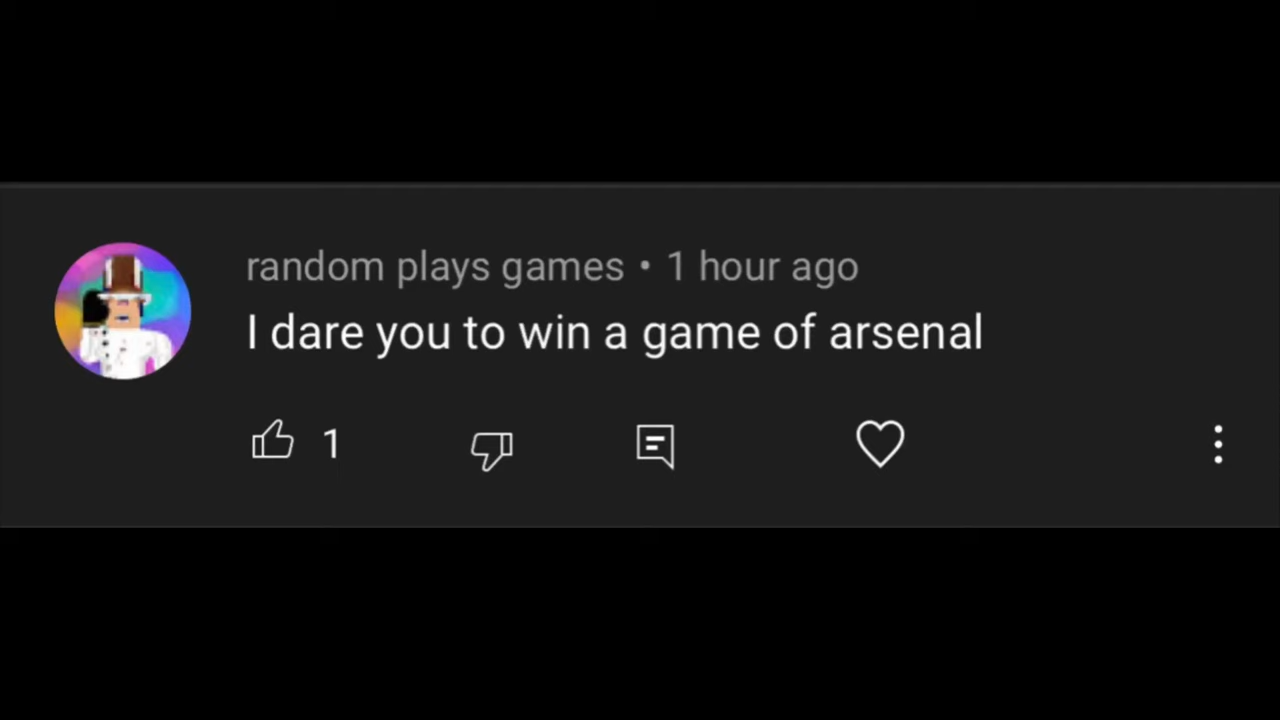 random plays games • 1 hour ago
I dare you to win a game of arsenal
1